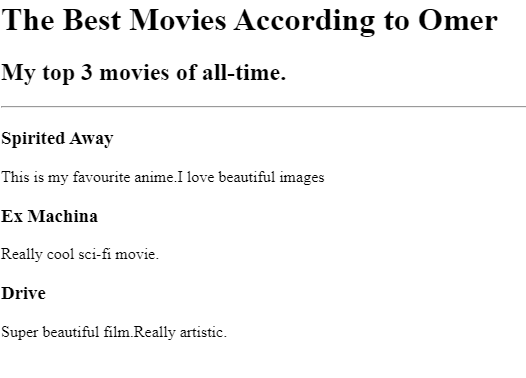 The Best Movies According to Omer
My top 3 movies of all-time.
Spirited Away
This is my favourite anime.I love beautiful images
Ex Machina
Really cool sci-fi movie.
Drive
Super beautiful film.Really artistic.